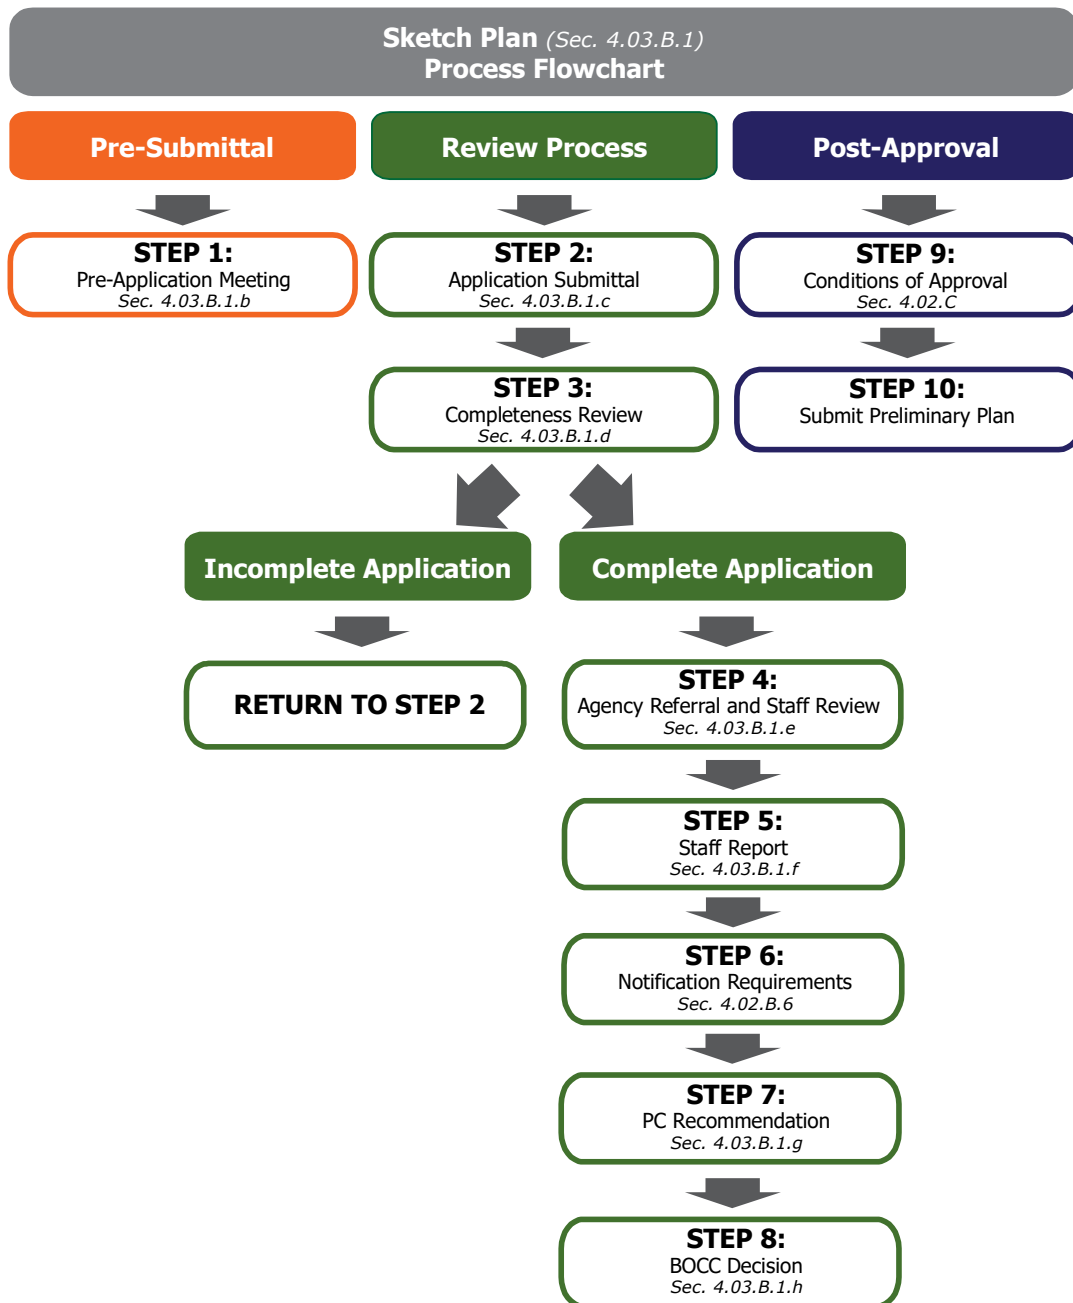 Sketch Plan (Sec. 4.03.B.1)
Process Flowchart
Pre-Submittal
Review Process
Post-Approval
STEP 1:
Pre-Application Meeting
Sec. 4.03.B.1.b
STEP 2:
Application Submittal
Sec. 4.03.B.1.c
STEP 9:
Conditions of Approval
Sec. 4.02.C
STEP 3:
Completeness Review
Sec. 4.03.B.1.d
STEP 10:
Submit Preliminary Plan
Incomplete Application
Complete Application
RETURN TO STEP 2
STEP 4:
Agency Referral and Staff Review
Sec. 4.03.B.1.e
STEP 5:
Staff Report
Sec. 4.03.B.1.f
STEP 6:
Notification Requirements
Sec. 4.02.B.6
STEP 7:
PC Recommendation
Sec. 4.03.B.1.g
STEP 8:
BOCC Decision
Sec. 4.03.B.1.h